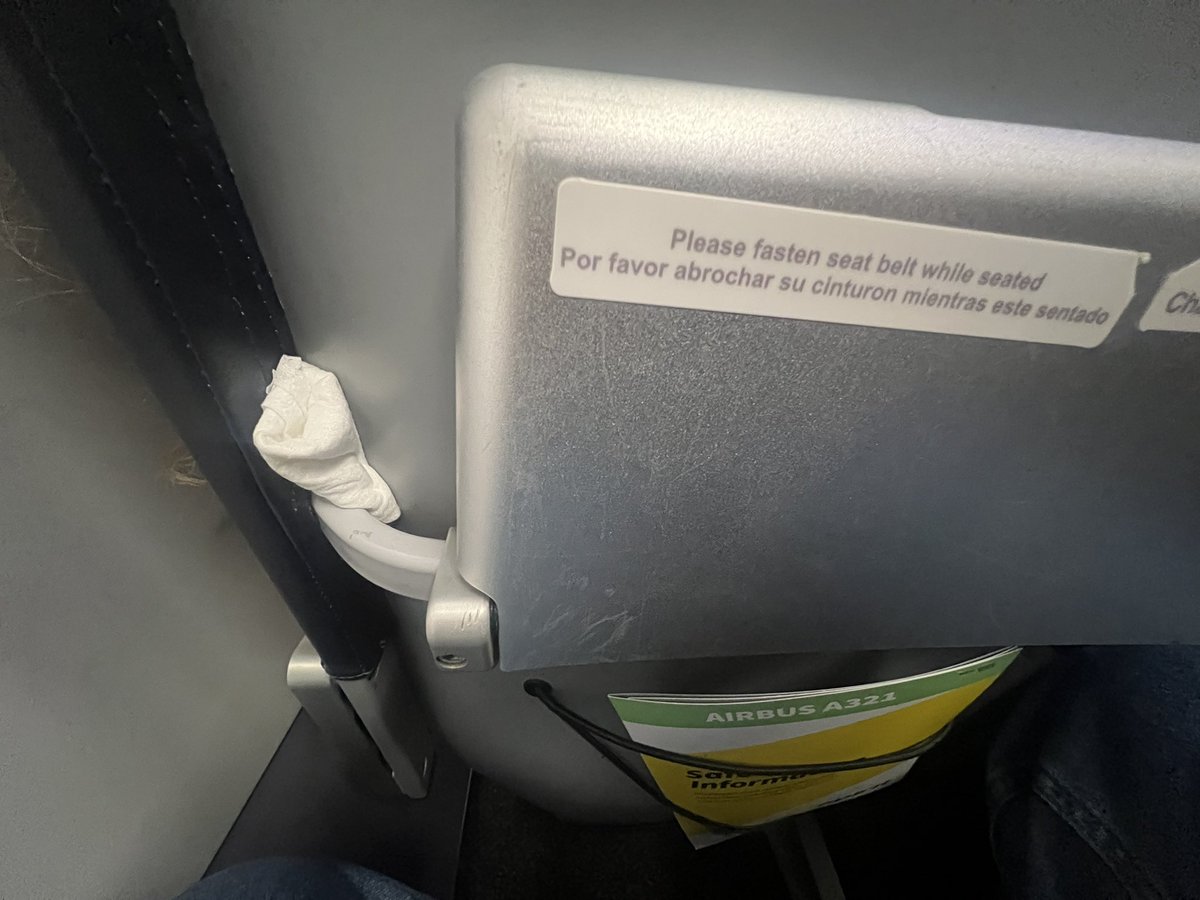 Please fasten seat belt while seated
Por favor abrochar su cinturon mientras este sentado
AIRBUS A321